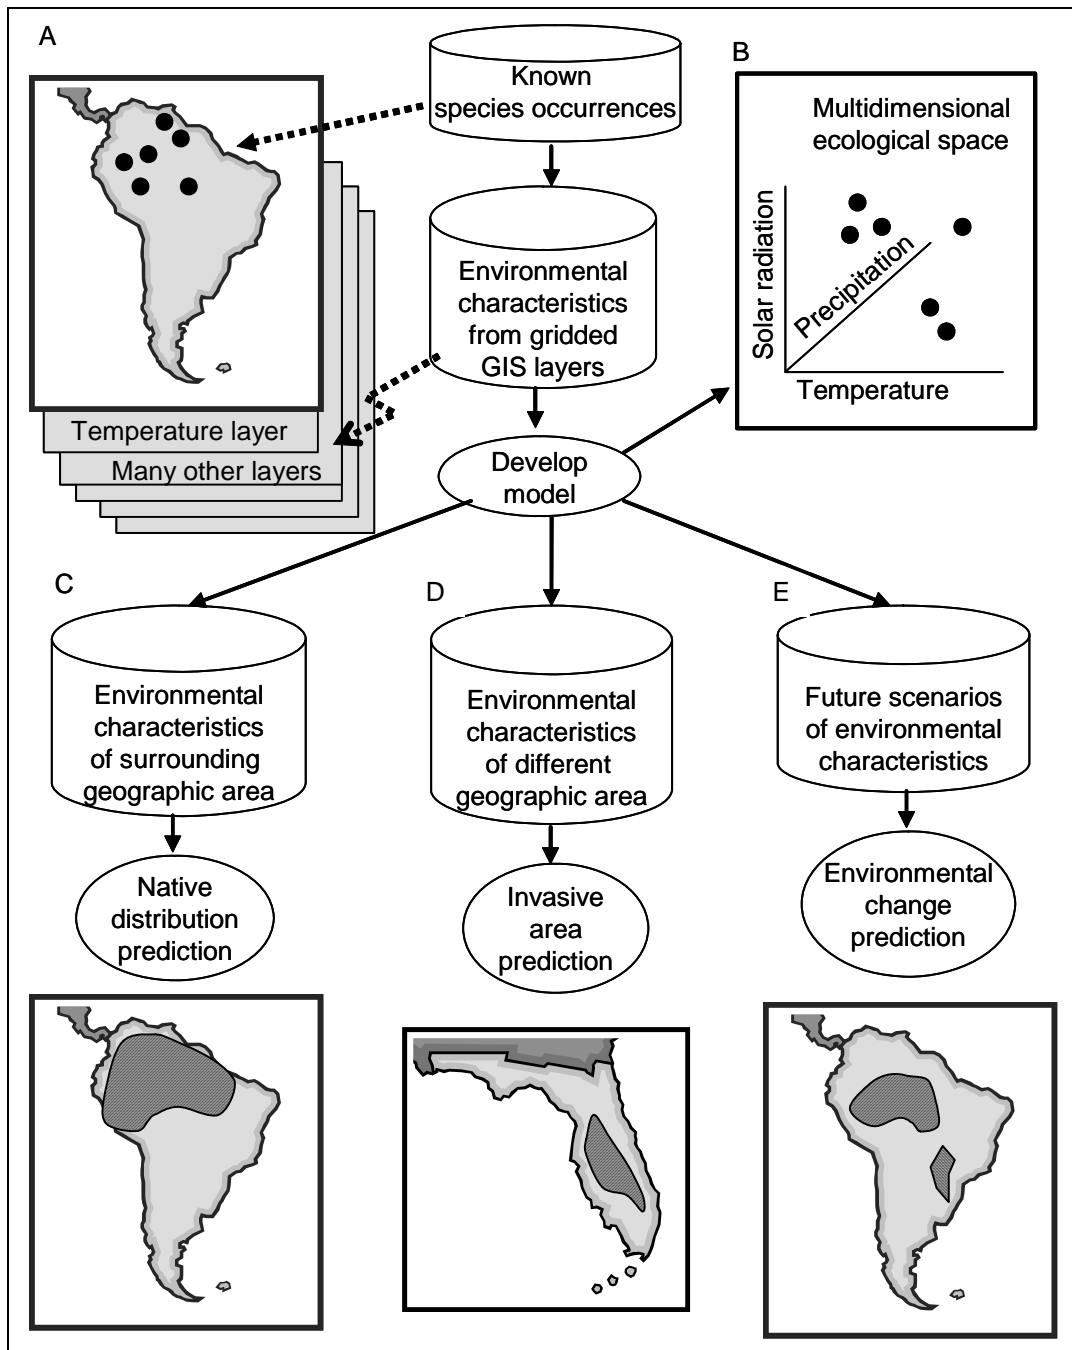 A
Known
species occurrences
B
Multidimensional
ecological space
Solar radiation
Precipitation
Temperature
Environmental
characteristics
from gridded
GIS layers
Temperature layer
Many other layers
Develop
model
C
Environmental
characteristics
of surrounding
geographic area
D
Environmental
characteristics
of different
geographic area
E
Future scenarios
of environmental
characteristics
Native
distribution
prediction
Invasive
area
prediction
Environmental
change
prediction